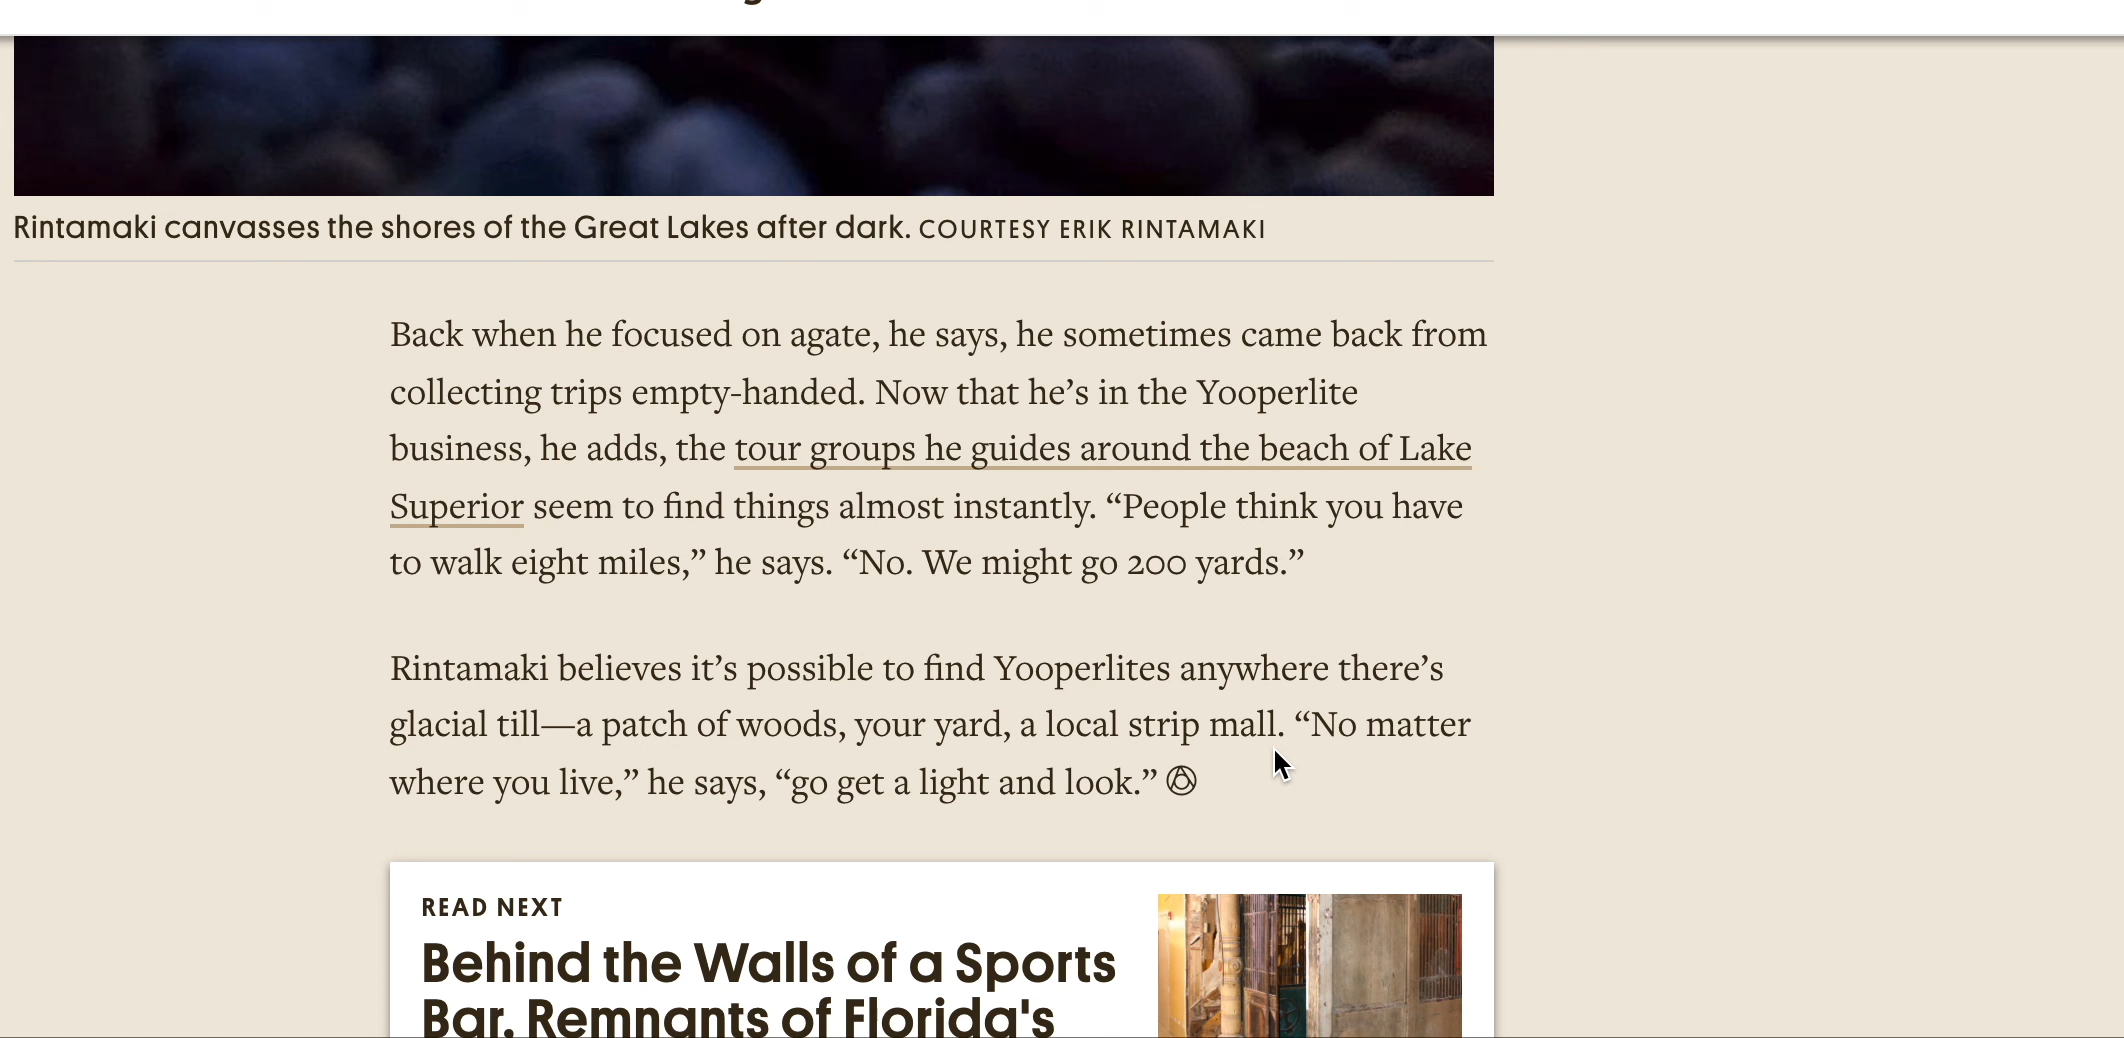 Rintamaki canvasses the shores of the Great Lakes after dark. COURTESY ERIK RINTAMAKI
Back when he focused on agate, he says, he sometimes came back from
collecting trips empty-handed. Now that he’s in the Yooperlite
business, he adds, the tour groups he guides around the beach of Lake
Superior seem to find things almost instantly. “People think you have
to walk eight miles,” he says. “No. We might go 200 yards.”
Rintamaki believes it’s possible to find Yooperlites anywhere there’s
glacial till—a patch of woods, your yard, a local strip mall. “No matter
where you live,” he says, “go get a light and look.”
READ NEXT
Behind the Walls of a Sports
Bar, Remnants of Florida's